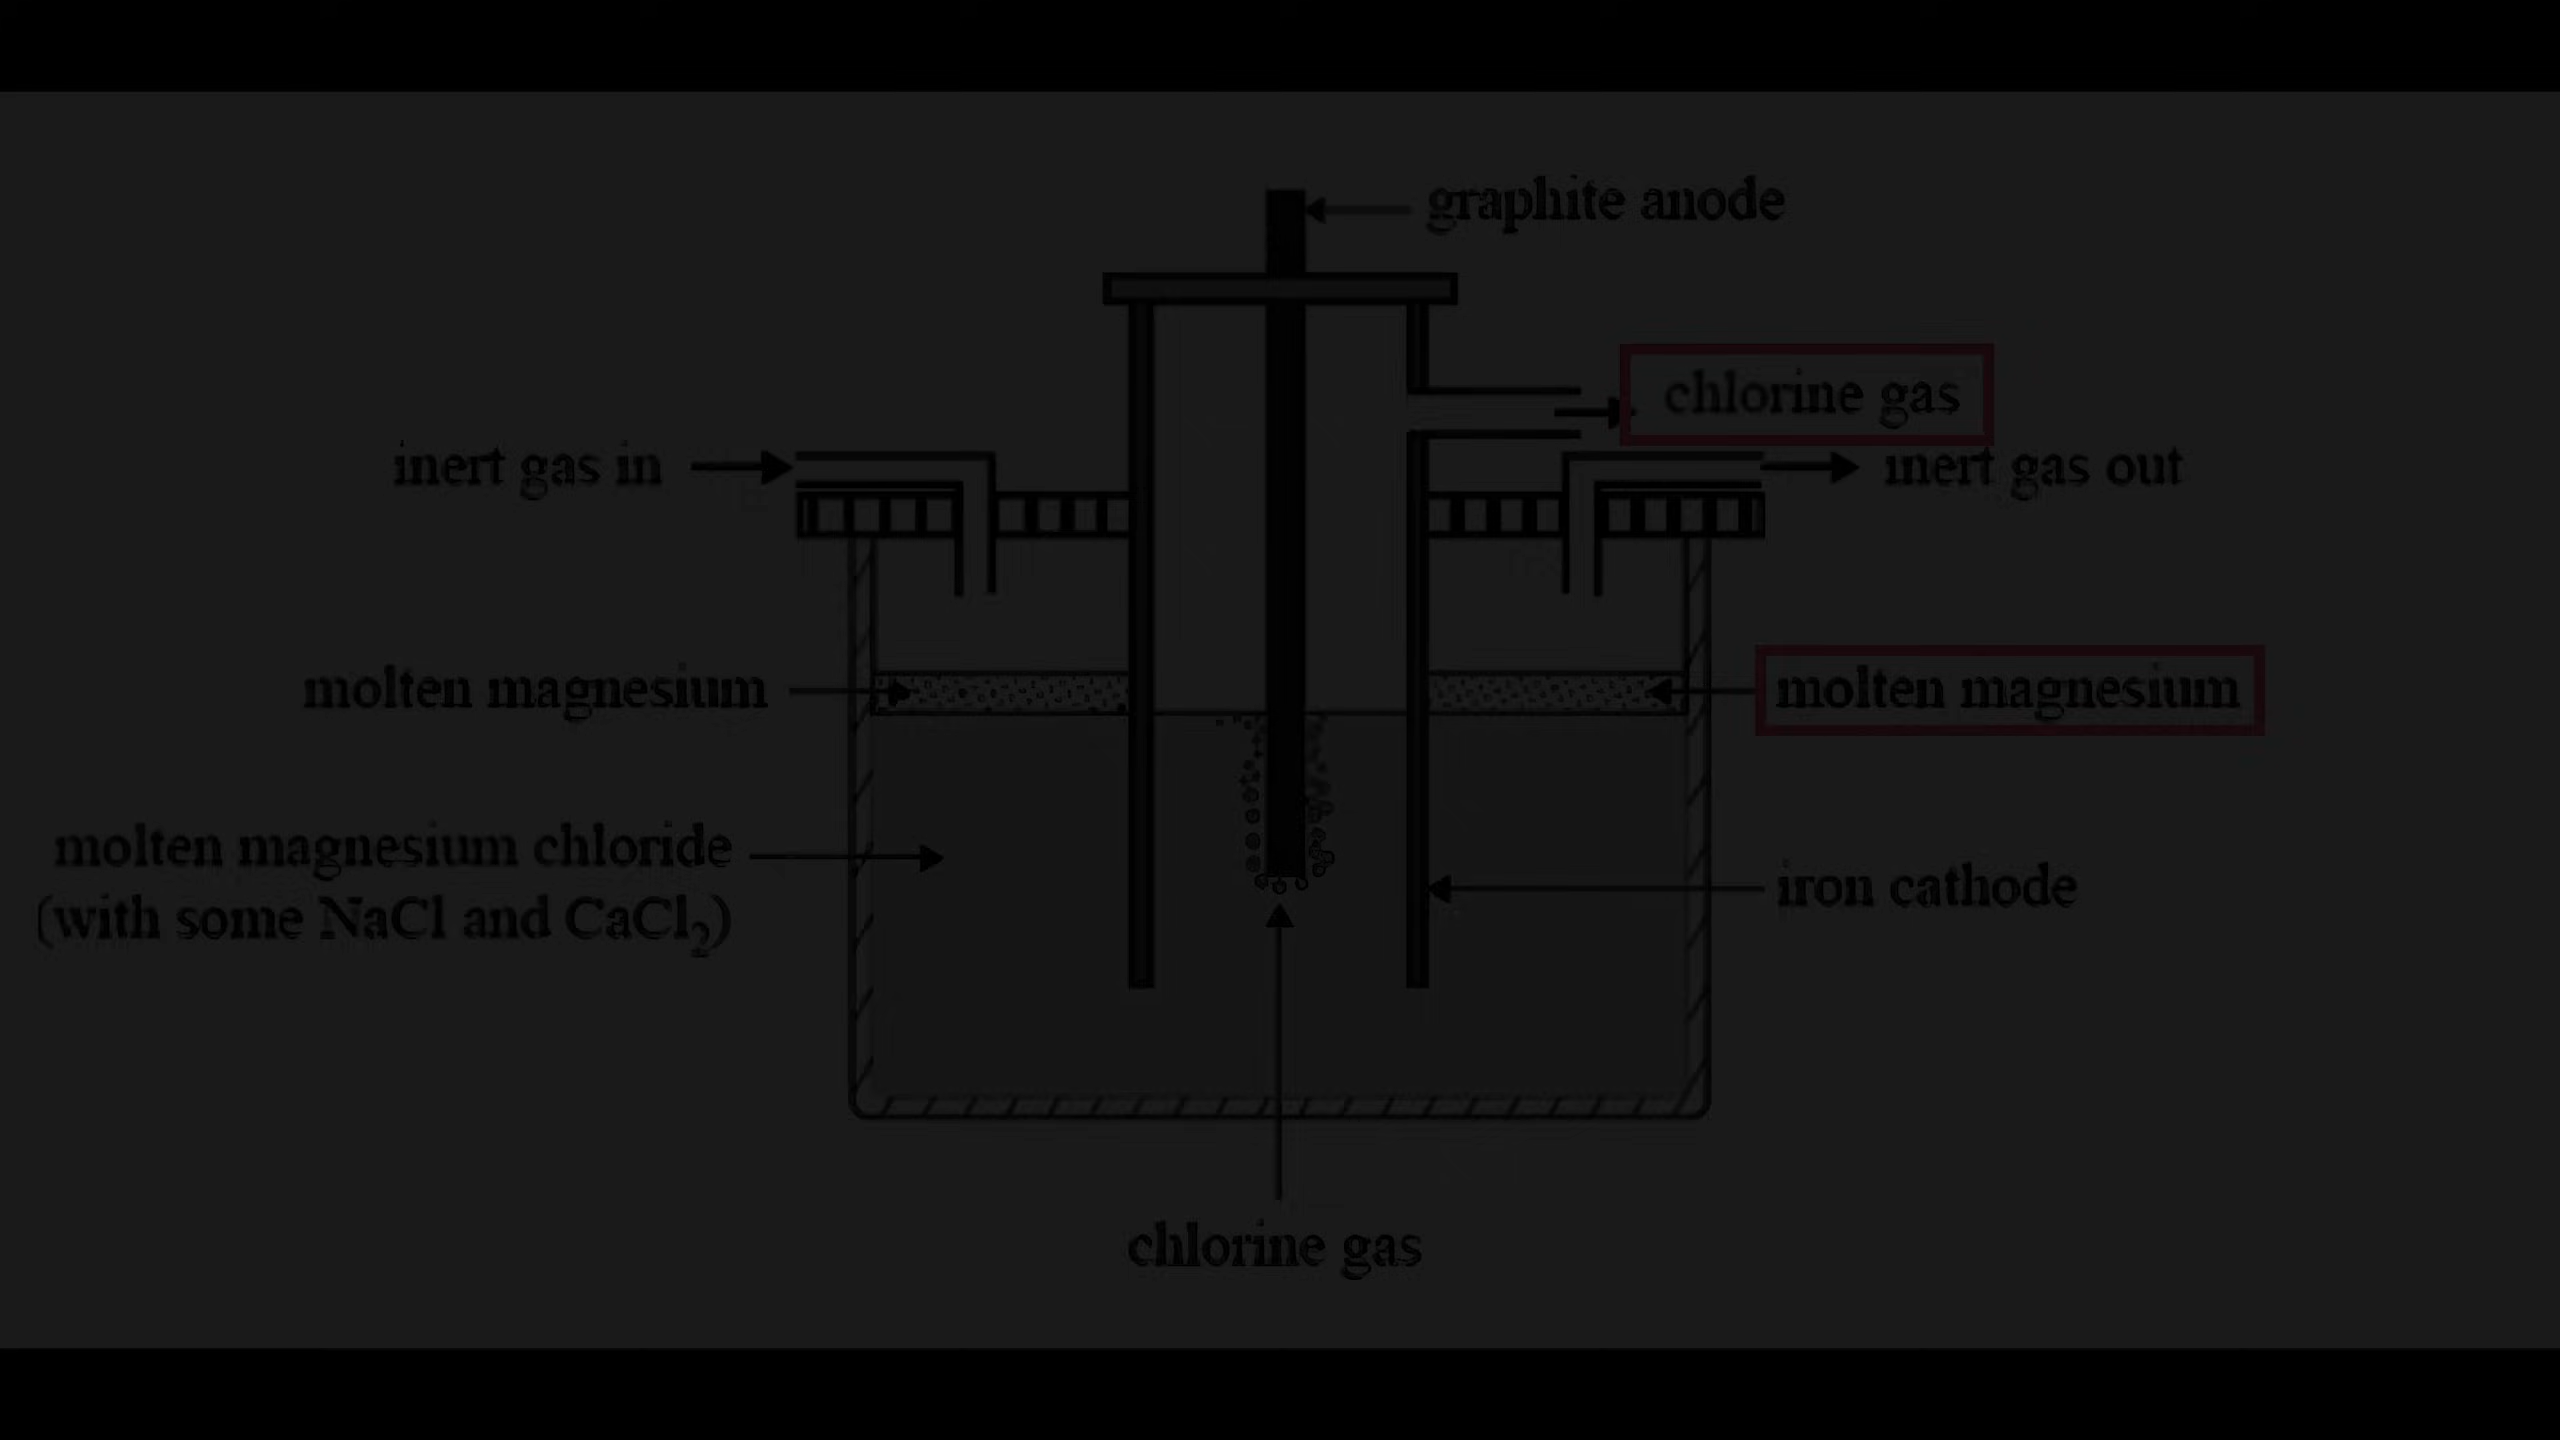 graphite anode
chlorine gas
inert gas in
inert gas out
molten magnesium
molten magnesium
molten magnesium chloride
(with some NaCl and CaCl₂)
iron cathode
chlorine gas